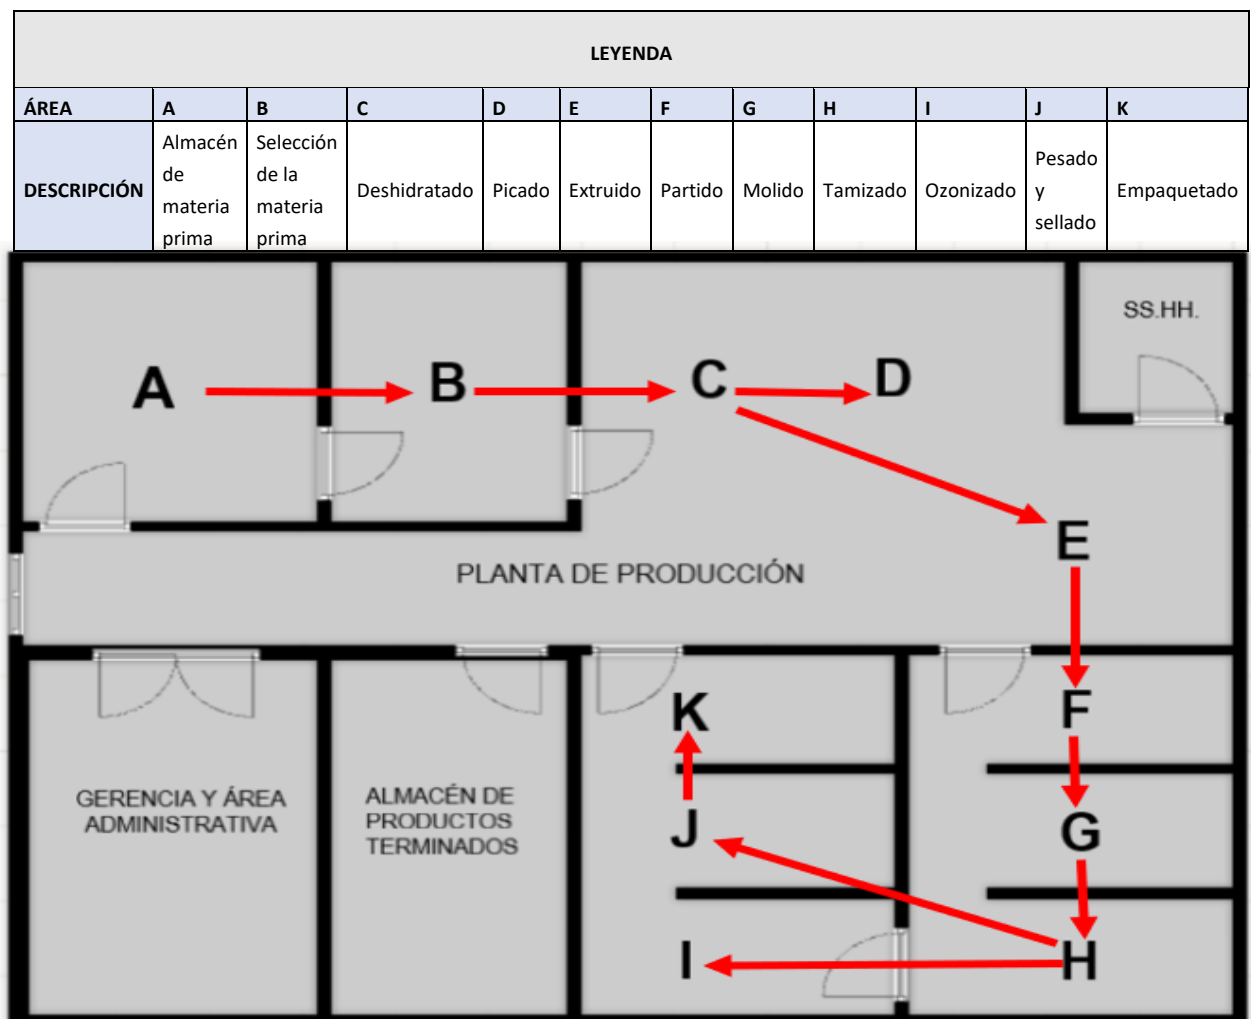 LEYENDA
ÁREA A B C D E F G H I J K
DESCRIPCIÓN
Almacén
de
materia
prima
Selección
de la
materia
prima
Deshidratado
Picado
Extruido
Partido
Molido
Tamizado
Ozonizado
Pesado
y
sellado
Empaquetado
SS.HH.
A B C D
E
PLANTA DE PRODUCCIÓN
K F
GERENCIA Y ÁREA
ADMINISTRATIVA
ALMACÉN DE
PRODUCTOS
TERMINADOS
J G
I H